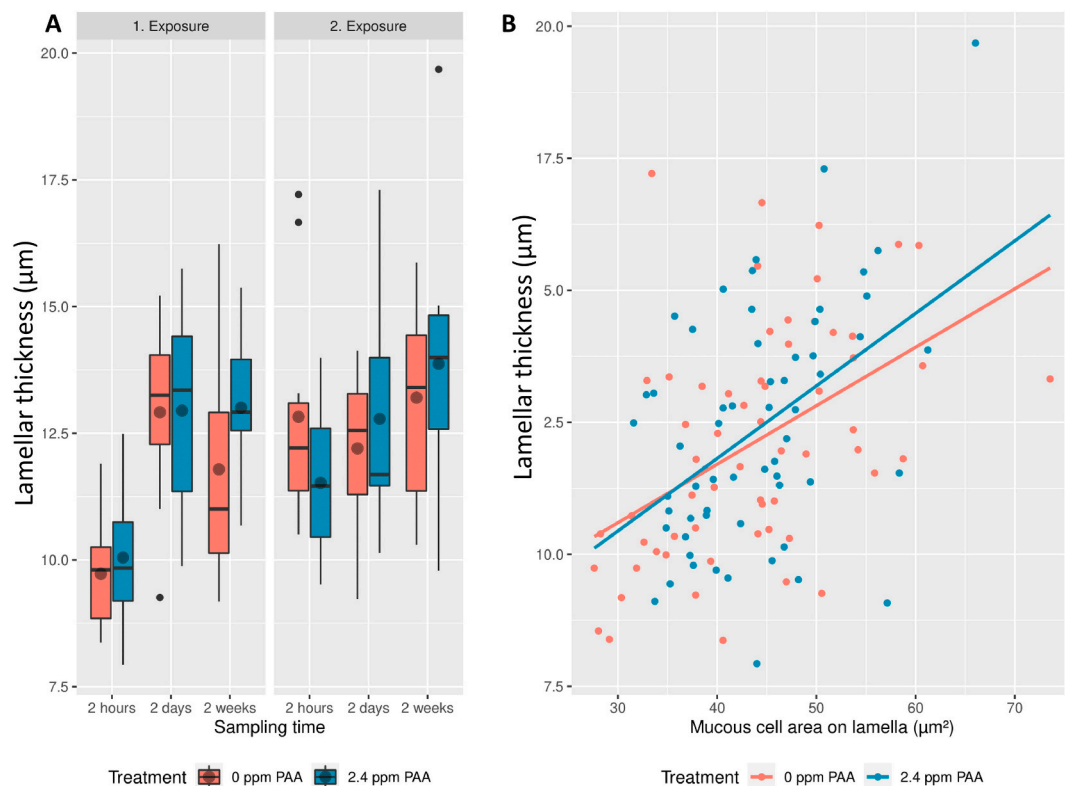 A
1. Exposure
2. Exposure
Lamellar thickness (µm)
20.0
17.5
15.0
12.5
10.0
7.5
2 hours 2 days 2 weeks
2 hours 2 days 2 weeks
Sampling time
Treatment 0 ppm PAA 2.4 ppm PAA
B
Lamellar thickness (µm)
20.0
17.5
5.0
2.5
10.0
7.5
30 40 50 60 70
Mucous cell area on lamella (µm²)
Treatment 0 ppm PAA 2.4 ppm PAA